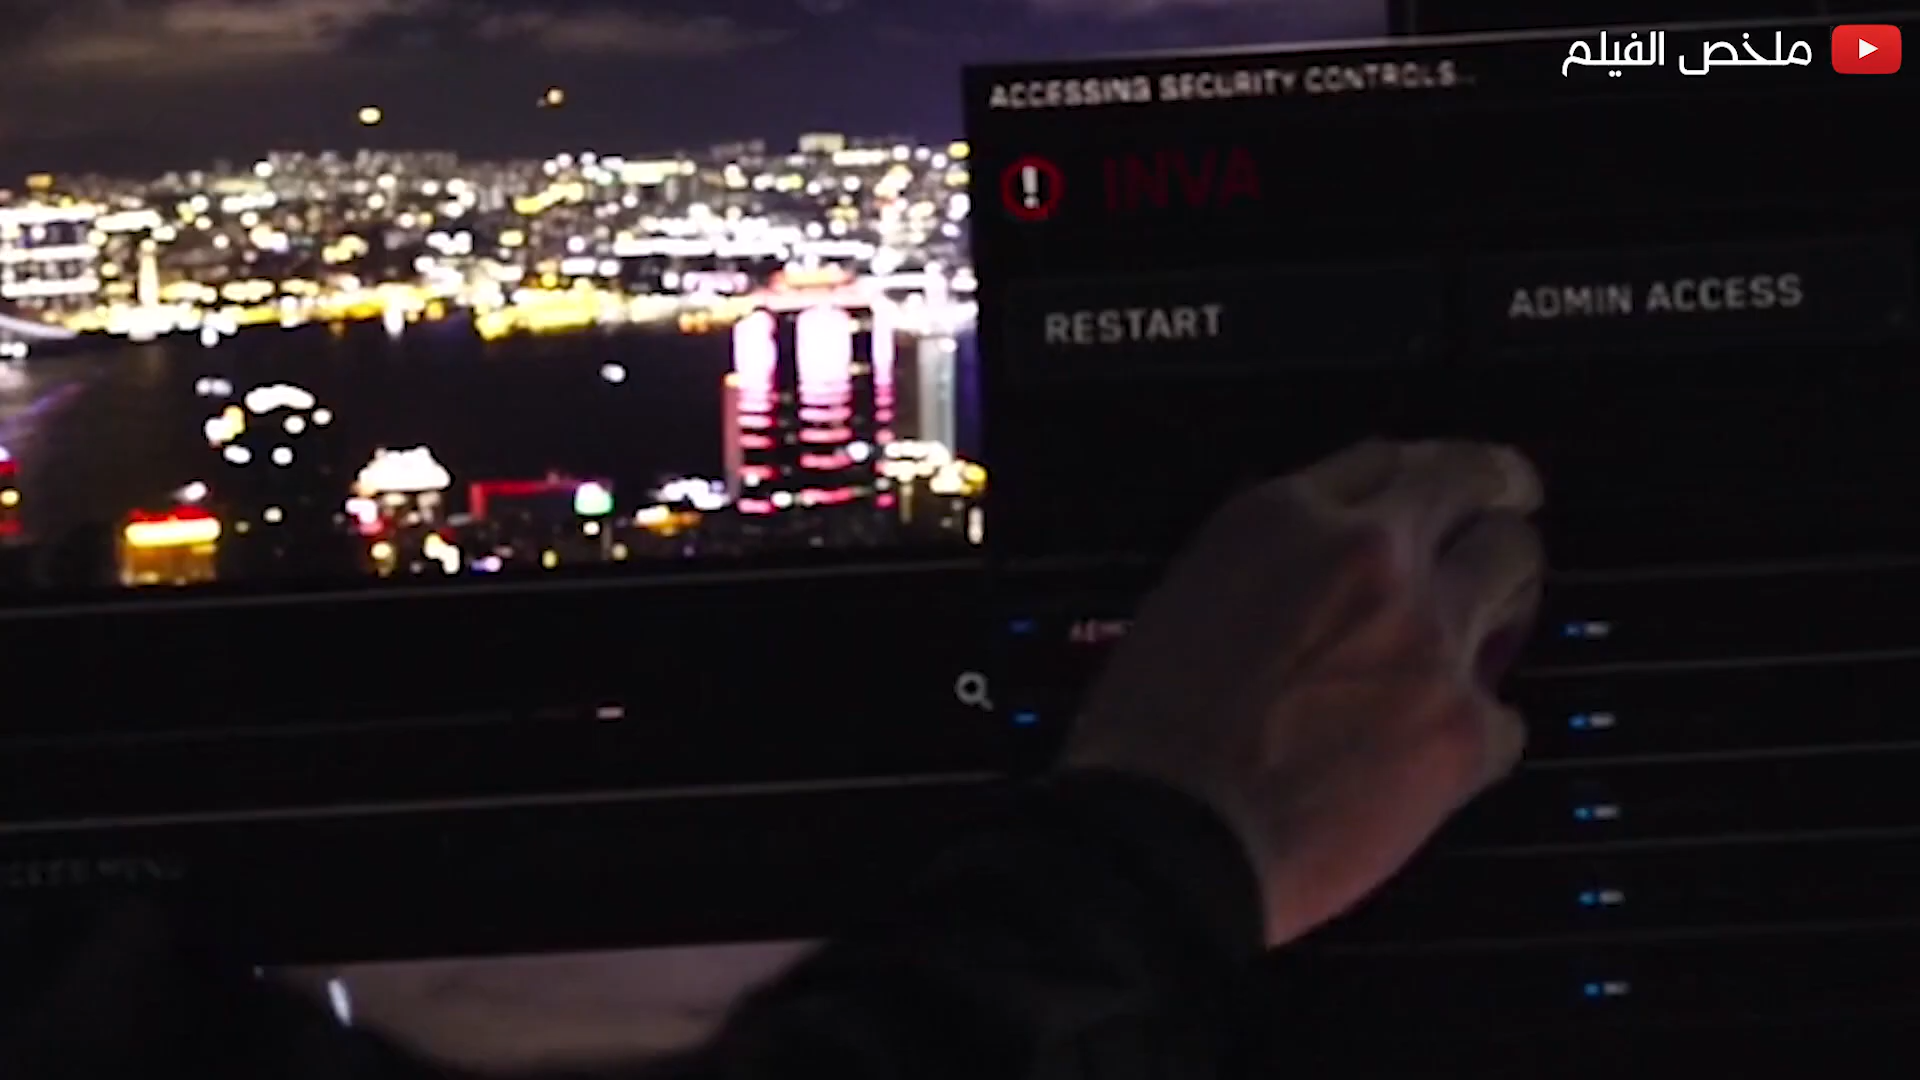 ملخص الفيلم
ACCESSING SECURITY CONTROLS..
INVA
RESTART
ADMIN ACCESS